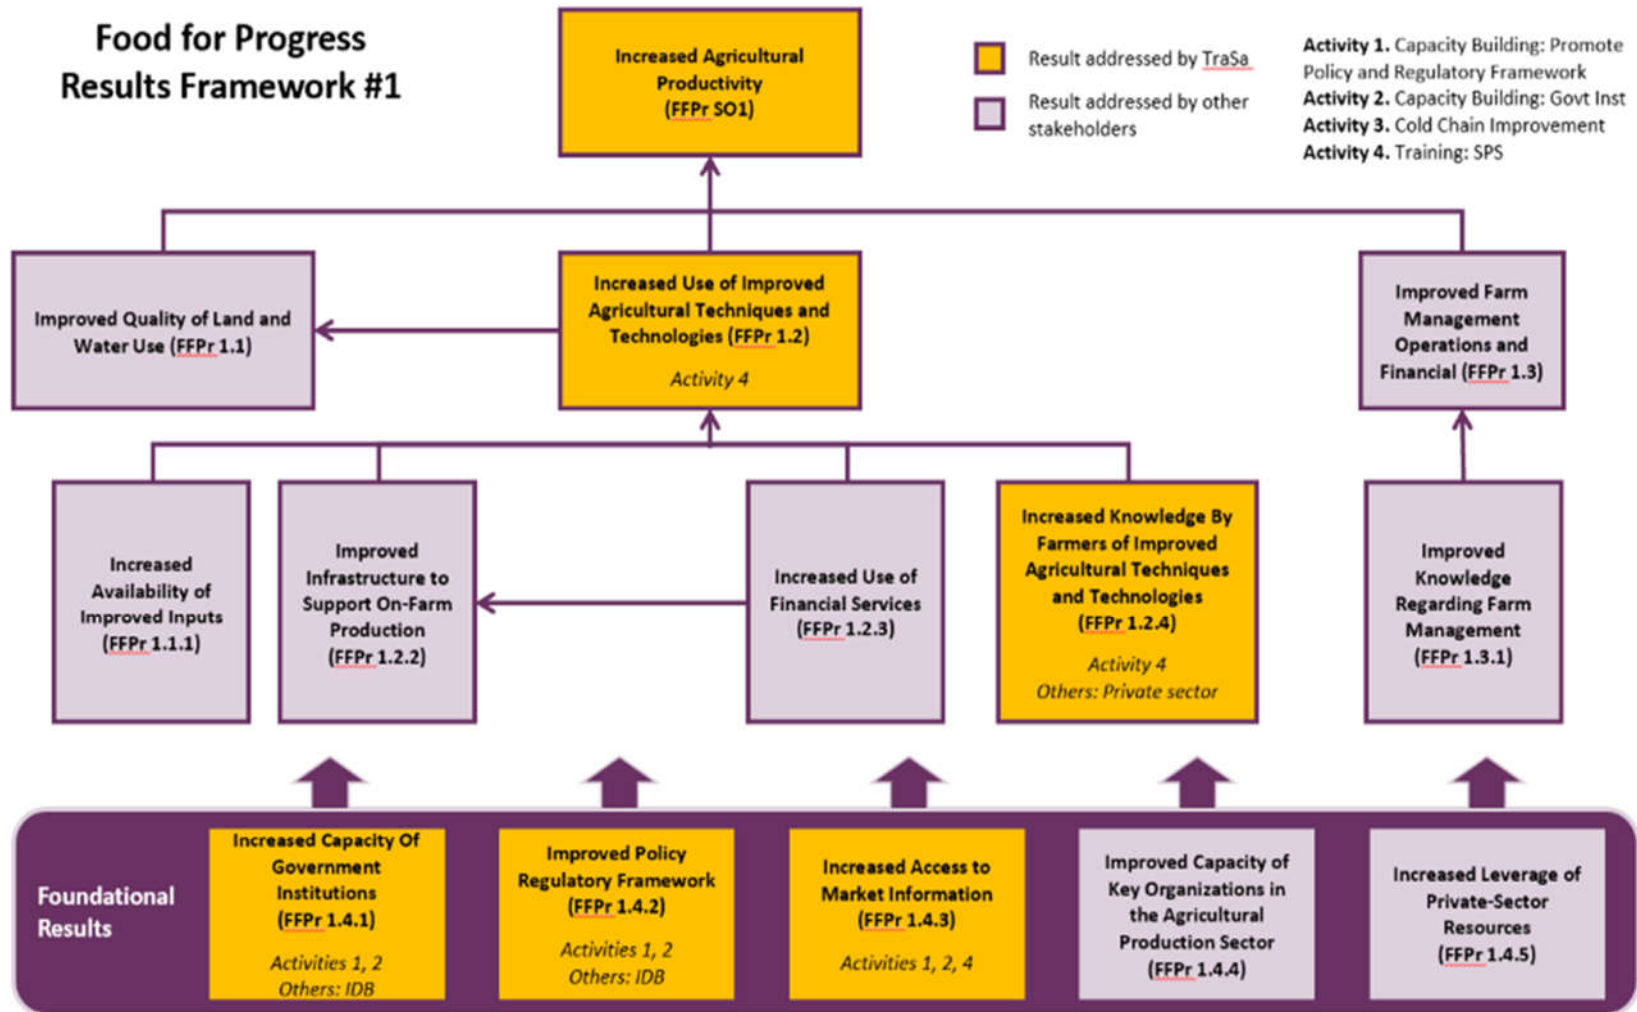 Food for Progress
Results Framework #1
Increased Agricultural
Productivity
(FFPr SO1)
Result addressed by TraSa
Result addressed by other
stakeholders
Activity 1. Capacity Building: Promote
Policy and Regulatory Framework
Activity 2. Capacity Building: Govt Inst
Activity 3. Cold Chain Improvement
Activity 4. Training: SPS
Improved Quality of Land and
Water Use (FFPr 1.1)
Increased Use of Improved
Agricultural Techniques and
Technologies (FFPr 1.2)
Activity 4
Improved Farm
Management
Operations and
Financial (FFPr 1.3)
Increased
Availability of
Improved Inputs
(FFPr 1.1.1)
Improved
Infrastructure to
Support On-Farm
Production
(FFPr 1.2.2)
Increased Use of
Financial Services
(FFPr 1.2.3)
Increased Knowledge By
Farmers of Improved
Agricultural Techniques
and Technologies
(FFPr 1.2.4)
Activity 4
Others: Private sector
Improved
Knowledge
Regarding Farm
Management
(FFPr 1.3.1)
Foundational
Results
Increased Capacity Of
Government
Institutions
(FFPr 1.4.1)
Activities 1, 2
Others: IDB
Improved Policy
Regulatory Framework
(FFPr 1.4.2)
Activities 1, 2
Others: IDB
Increased Access to
Market Information
(FFPr 1.4.3)
Activities 1, 2, 4
Improved Capacity of
Key Organizations in
the Agricultural
Production Sector
(FFPr 1.4.4)
Increased Leverage of
Private-Sector
Resources
(FFPr 1.4.5)